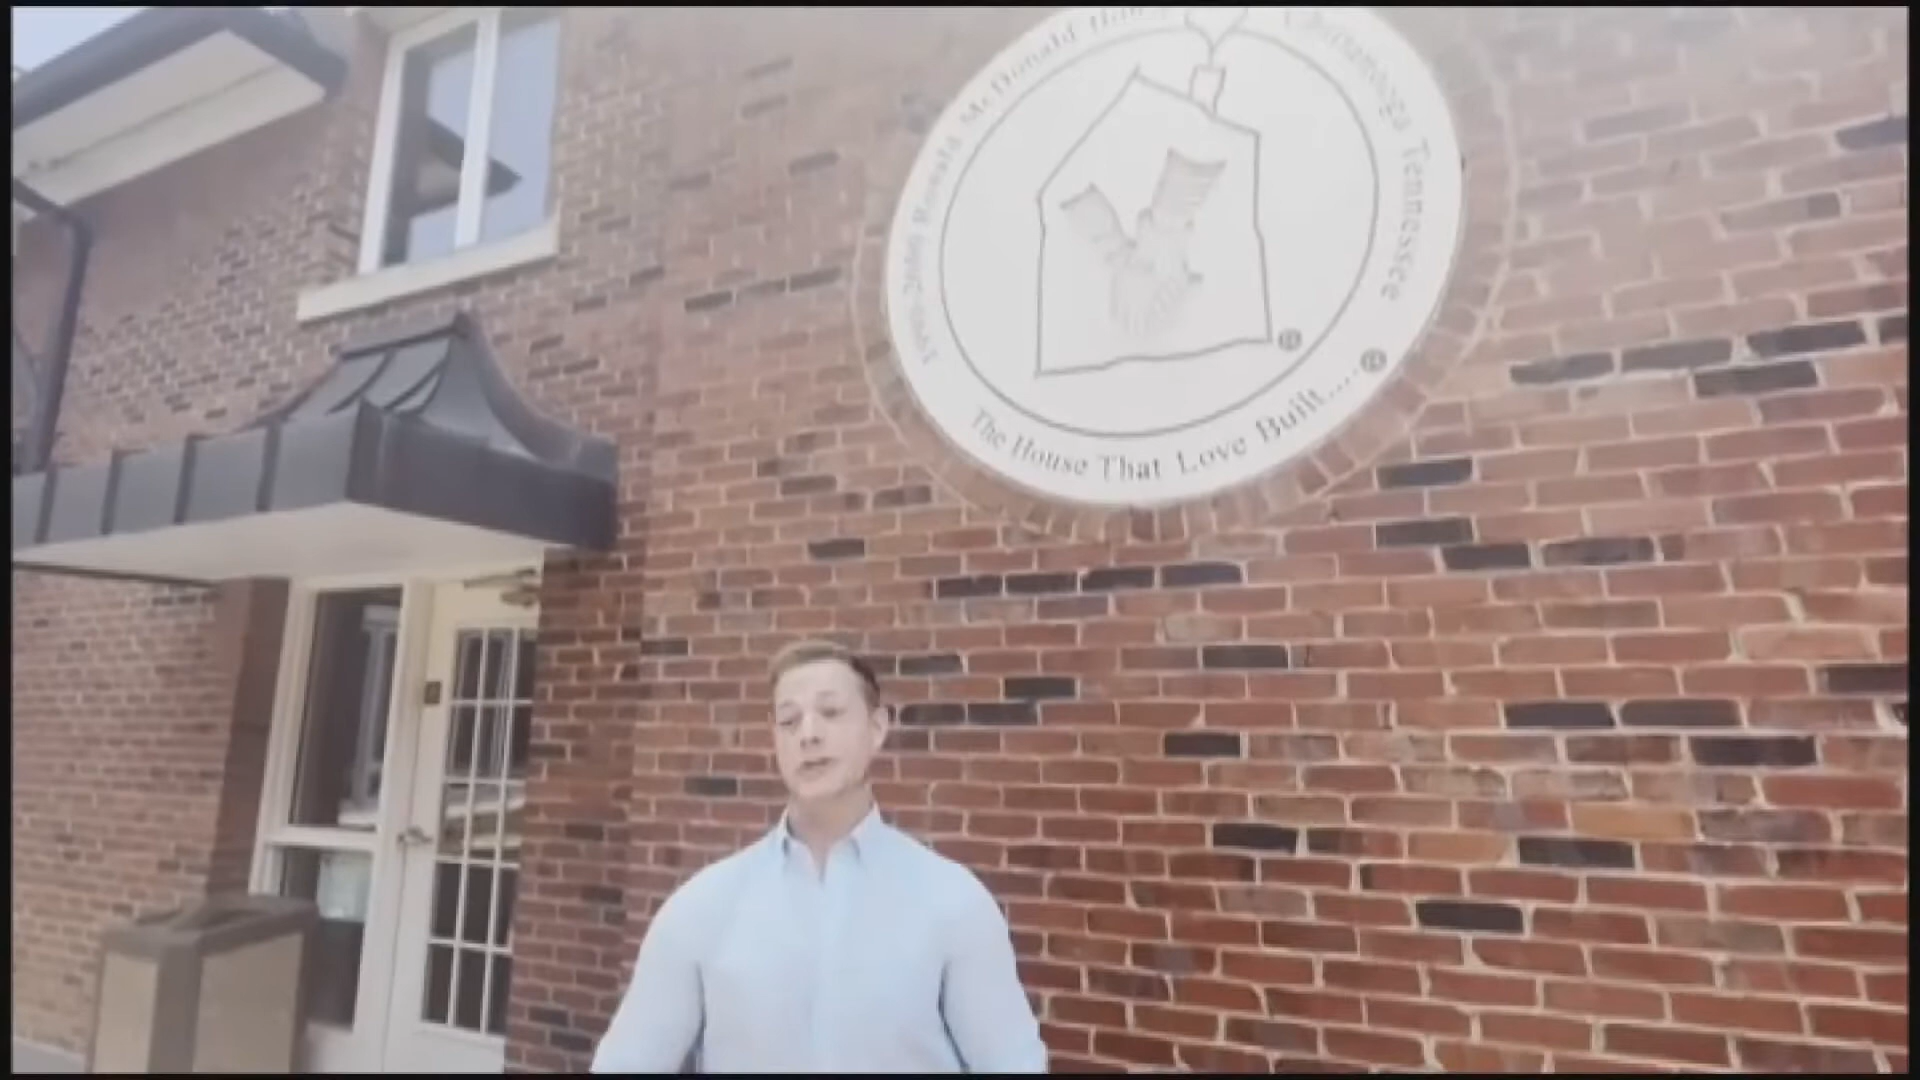 Ronald McDonald House
Chattanooga Tennessee
The House That Love Built....®
®